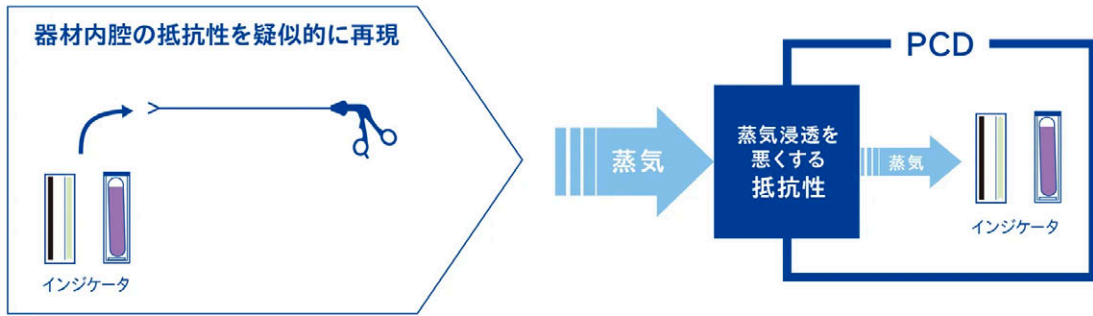 器材内腔の抵抗性を疑似的に再現
インジケータ
蒸気
蒸気浸透を
悪くする
抵抗性
PCD
蒸気
インジケータ